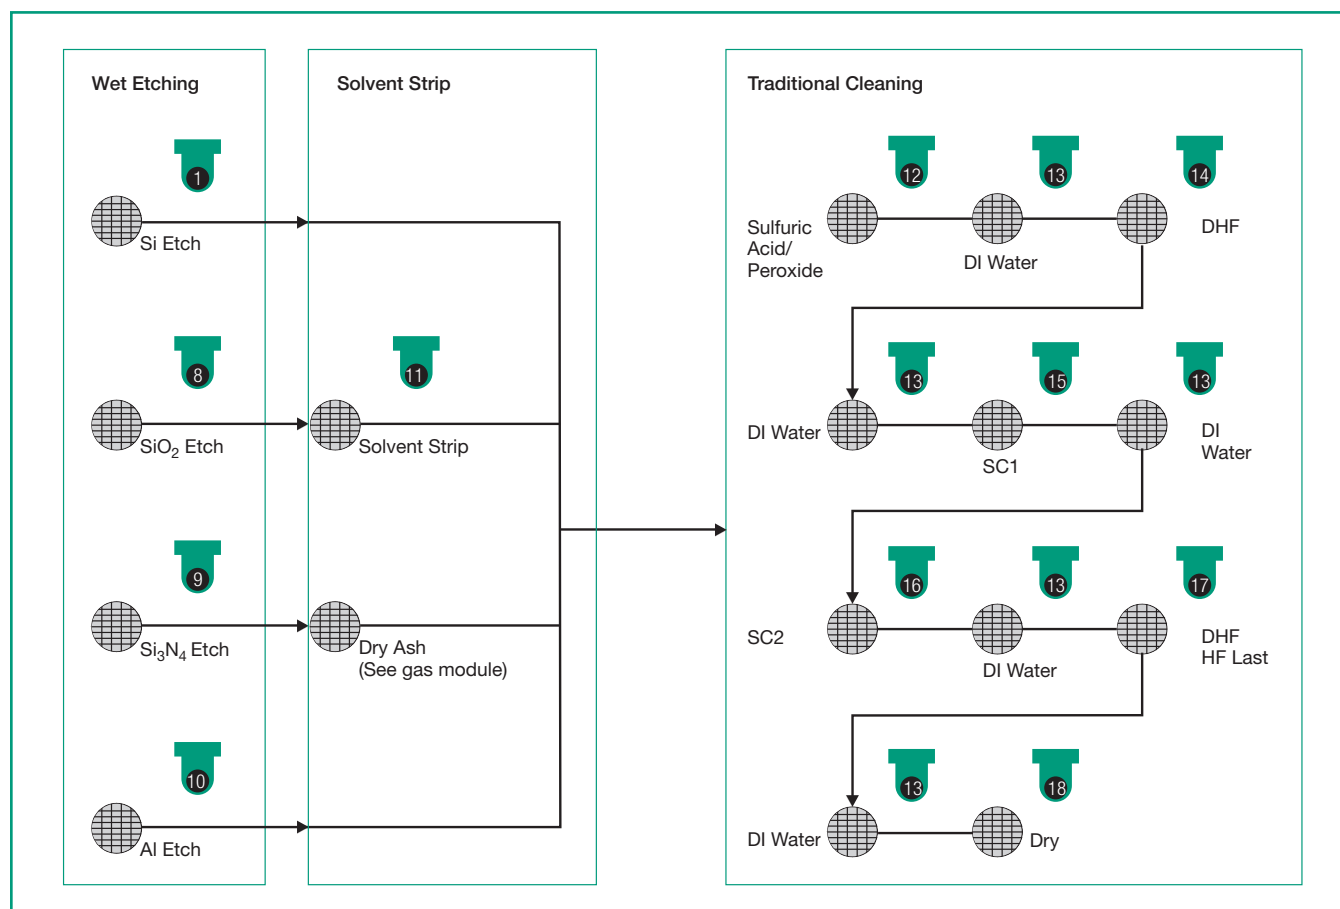 Wet Etching
Solvent Strip
Traditional Cleaning
1
Si Etch
8
SiO₂ Etch
11
Solvent Strip
9
Si₃N₄ Etch
Dry Ash
(See gas module)
10
Al Etch
12
Sulfuric
Acid/
Peroxide
13
DI Water
14
DHF
13
DI Water
15
SC1
13
DI
Water
16
SC2
13
DI Water
17
DHF
HF Last
13
DI Water
18
Dry